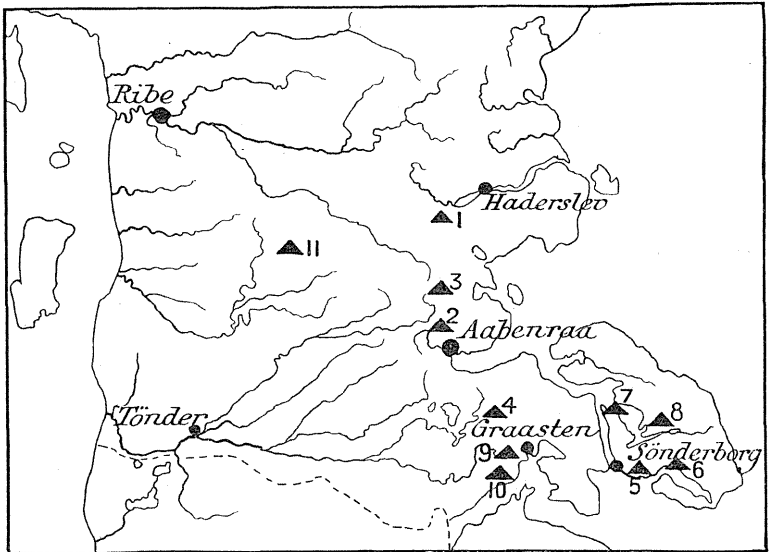 Ribe
Haderslev
1
11
3
2
Aabenraa
4
7
8
Tönder
Graasten
9
Sönderborg
10
5
6